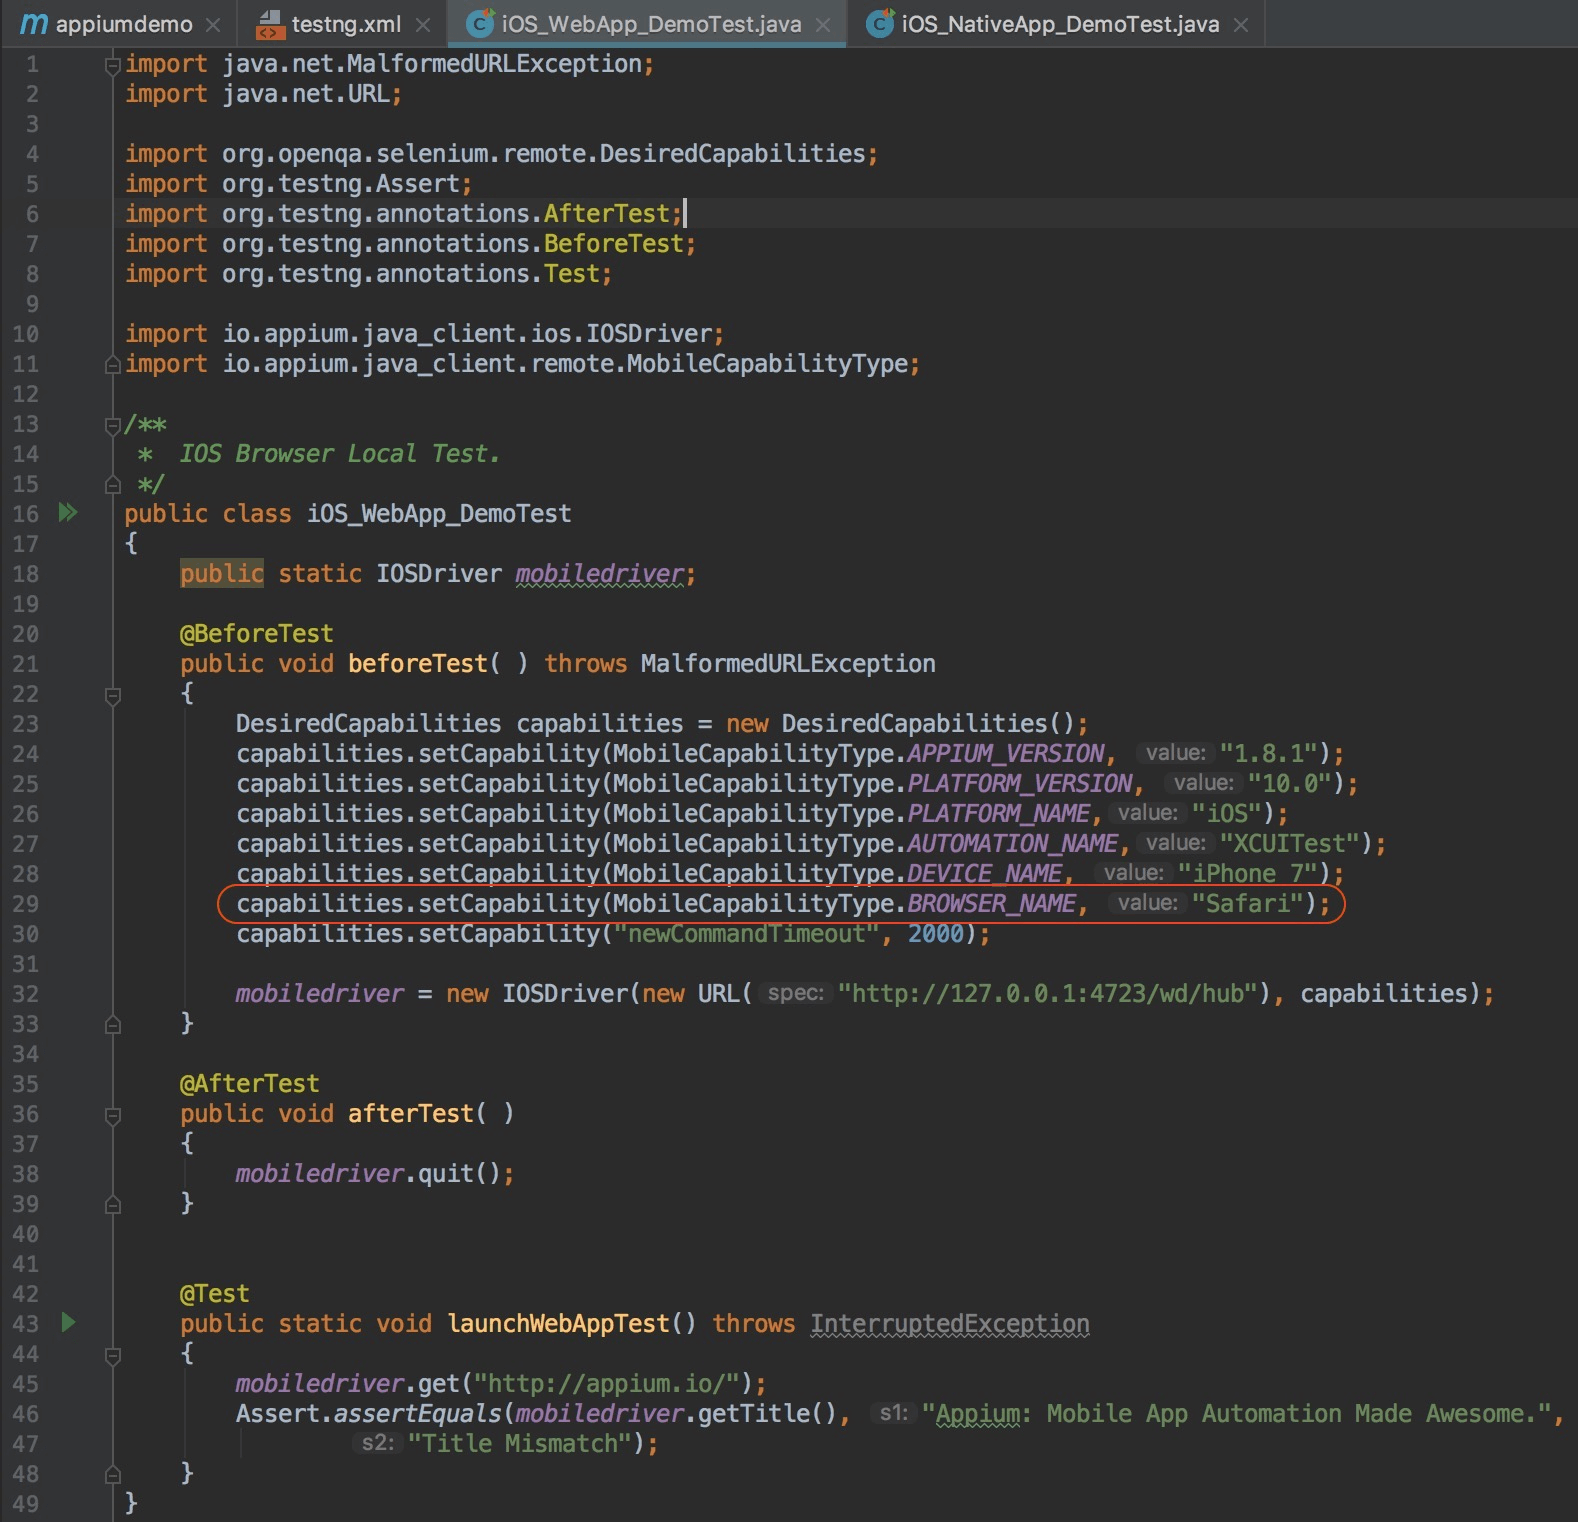 appiumdemo testng.xml iOS_WebApp_DemoTest.java iOS_NativeApp_DemoTest.java
1 import java.net.MalformedURLException;
2 import java.net.URL;
3
4 import org.openqa.selenium.remote.DesiredCapabilities;
5 import org.testng.Assert;
6 import org.testng.annotations.AfterTest;
7 import org.testng.annotations.BeforeTest;
8 import org.testng.annotations.Test;
9
10 import io.appium.java_client.ios.IOSDriver;
11 import io.appium.java_client.remote.MobileCapabilityType;
12
13 /**
14 * IOS Browser Local Test.
15 */
16 public class iOS_WebApp_DemoTest
17 {
18 public static IOSDriver mobiledriver;
19
20 @BeforeTest
21 public void beforeTest( ) throws MalformedURLException
22 {
23 DesiredCapabilities capabilities = new DesiredCapabilities();
24 capabilities.setCapability(MobileCapabilityType.APPIUM_VERSION, value: "1.8.1");
25 capabilities.setCapability(MobileCapabilityType.PLATFORM_VERSION, value: "10.0");
26 capabilities.setCapability(MobileCapabilityType.PLATFORM_NAME, value: "iOS");
27 capabilities.setCapability(MobileCapabilityType.AUTOMATION_NAME, value: "XCUITest");
28 capabilities.setCapability(MobileCapabilityType.DEVICE_NAME, value: "iPhone 7");
29 capabilities.setCapability(MobileCapabilityType.BROWSER_NAME, value: "Safari");
30 capabilities.setCapability("newCommandTimeout", 2000);
31
32 mobiledriver = new IOSDriver(new URL( spec: "http://127.0.0.1:4723/wd/hub"), capabilities);
33 }
34
35 @AfterTest
36 public void afterTest( )
37 {
38 mobiledriver.quit();
39 }
40
41
42 @Test
43 public static void launchWebAppTest() throws InterruptedException
44 {
45 mobiledriver.get("http://appium.io/");
46 Assert.assertEquals(mobiledriver.getTitle(), s1: "Appium: Mobile App Automation Made Awesome.",
47 s2: "Title Mismatch");
48 }
49 }